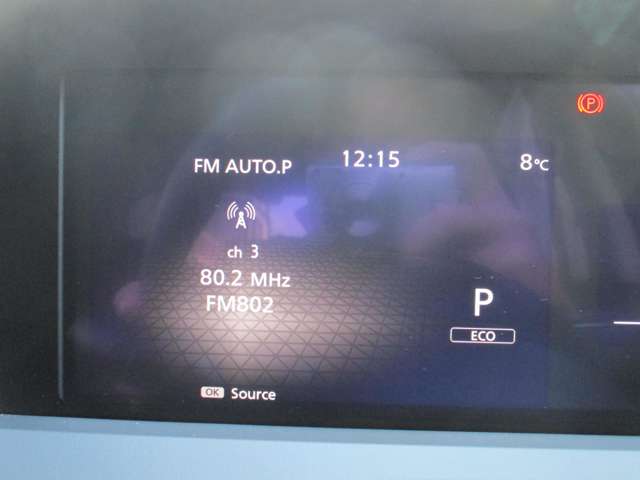 P
FM AUTO.P 12:15 8°C
ch 3
80.2 MHz
FM802
P
ECO
OK Source